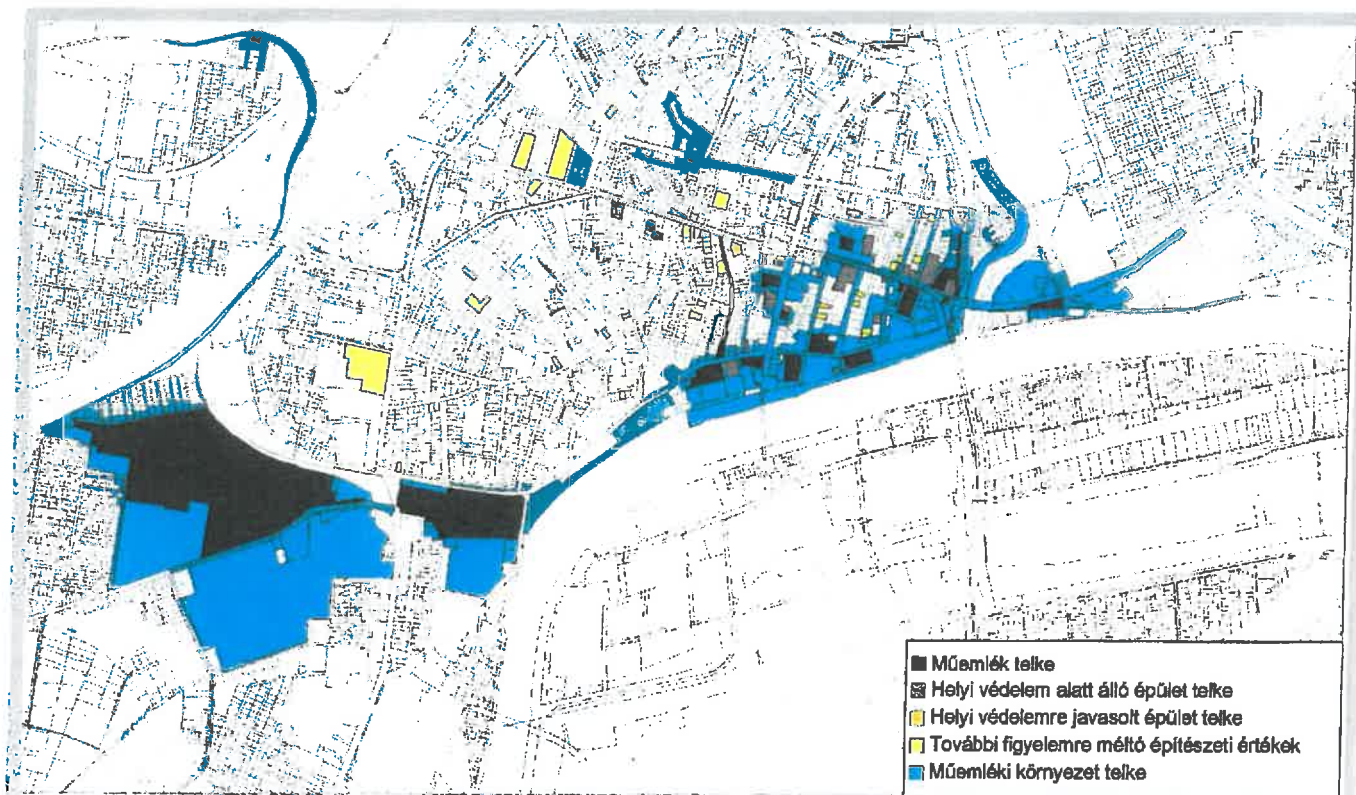 Műemlék telke
Helyi védelem alatt álló épület telke
Helyi védelemre javasolt épület telke
További figyelemre méltó építészeti értékek
Műemléki környezet telke